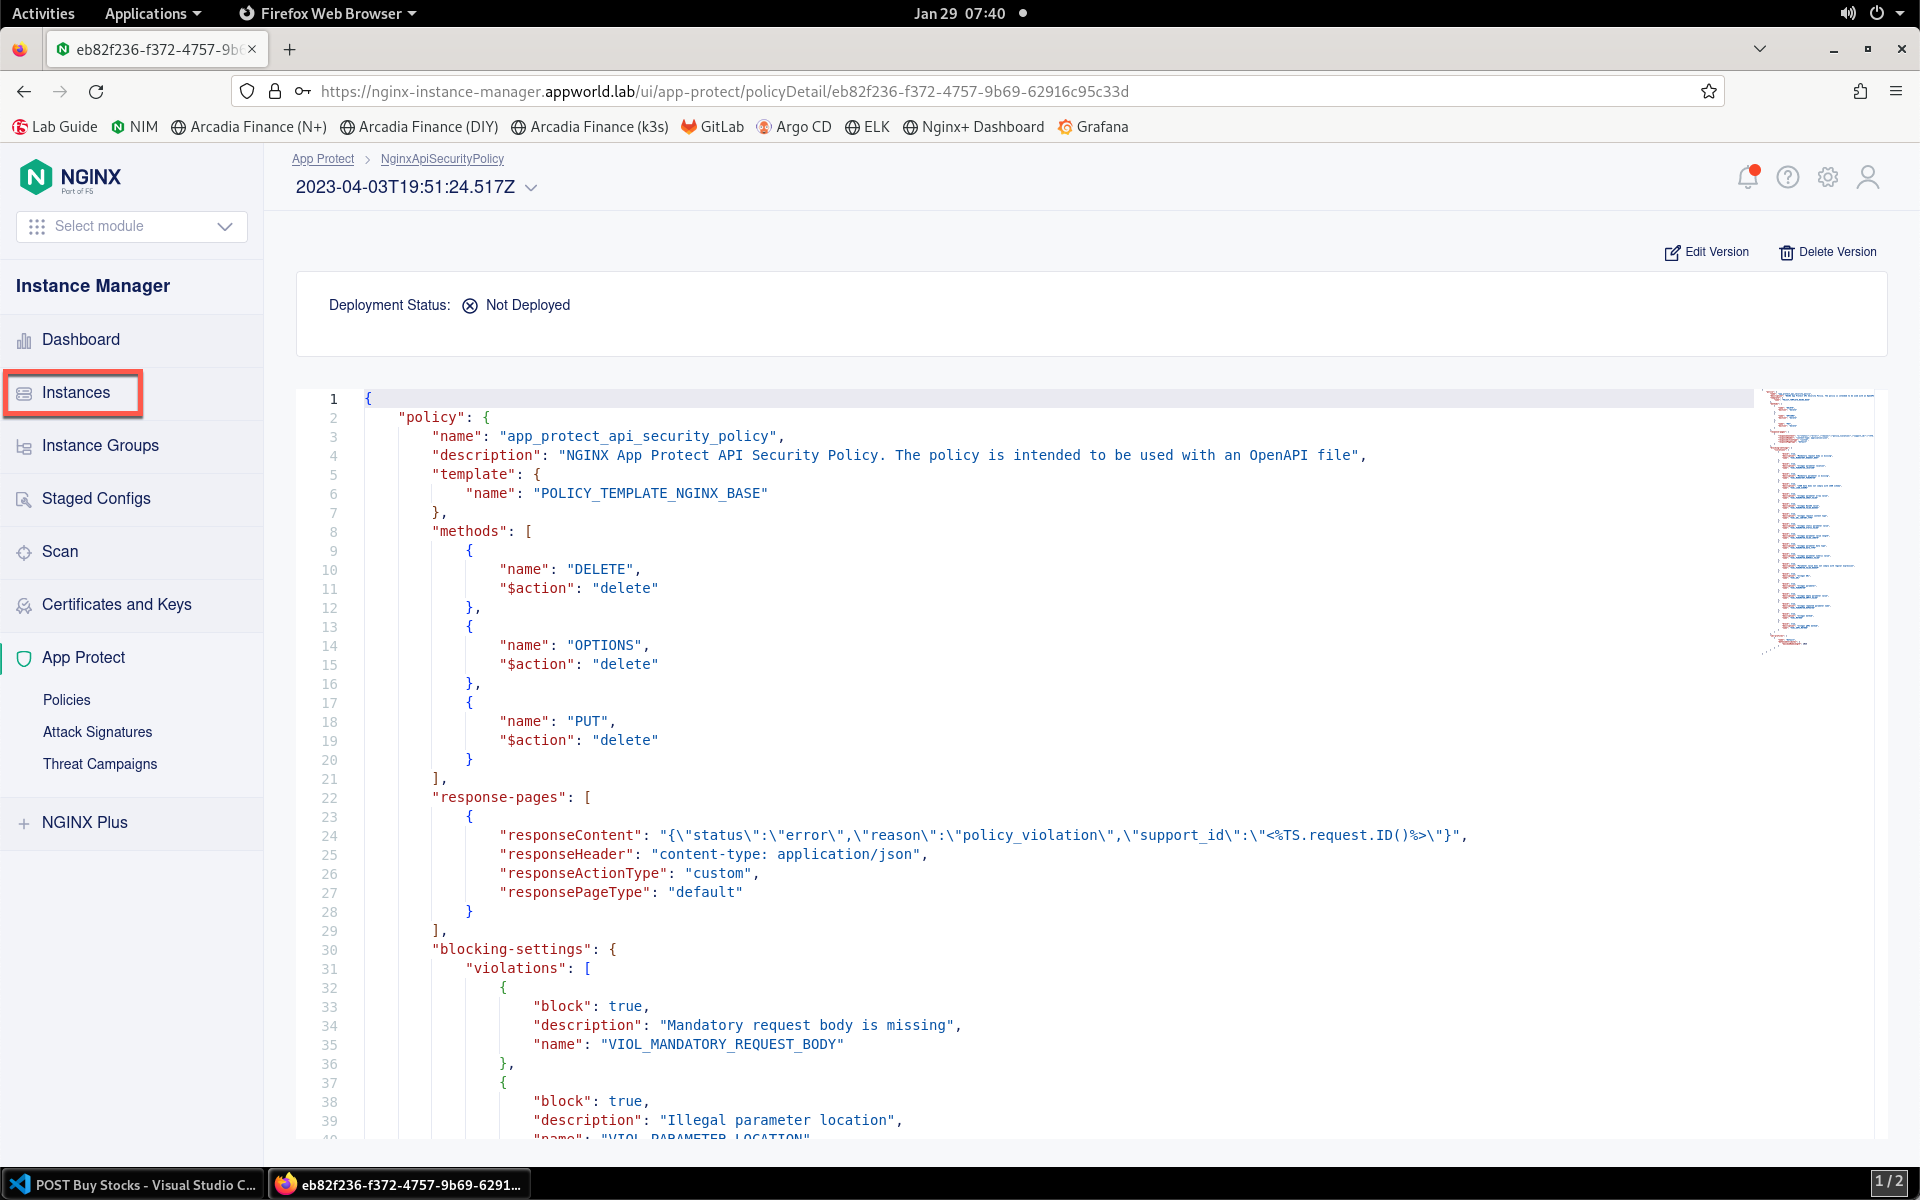 Activities Applications Firefox Web Browser Jan 29 07:40
eb82f236-f372-4757-9b6
https://nginx-instance-manager.appworld.lab/ui/app-protect/policyDetail/eb82f236-f372-4757-9b69-62916c95c33d
Lab Guide NIM Arcadia Finance (N+) Arcadia Finance (DIY) Arcadia Finance (k3s) GitLab Argo CD ELK Nginx+ Dashboard Grafana
NGINX
Part of F5
Select module
Instance Manager
Dashboard
Instances
Instance Groups
Staged Configs
Scan
Certificates and Keys
App Protect
Policies
Attack Signatures
Threat Campaigns
NGINX Plus
App Protect > NginxApiSecurityPolicy
2023-04-03T19:51:24.517Z
Edit Version Delete Version
Deployment Status: Not Deployed
1 {
2 "policy": {
3 "name": "app_protect_api_security_policy",
4 "description": "NGINX App Protect API Security Policy. The policy is intended to be used with an OpenAPI file",
5 "template": {
6 "name": "POLICY_TEMPLATE_NGINX_BASE"
7 },
8 "methods": [
9 {
10 "name": "DELETE",
11 "$action": "delete"
12 },
13 {
14 "name": "OPTIONS",
15 "$action": "delete"
16 },
17 {
18 "name": "PUT",
19 "$action": "delete"
20 }
21 ],
22 "response-pages": [
23 {
24 "responseContent": "{\"status\":\"error\",\"reason\":\"policy_violation\",\"support_id\":\"<%TS.request.ID()%>\"}",
25 "responseHeader": "content-type: application/json",
26 "responseActionType": "custom",
27 "responsePageType": "default"
28 }
29 ],
30 "blocking-settings": {
31 "violations": [
32 {
33 "block": true,
34 "description": "Mandatory request body is missing",
35 "name": "VIOL_MANDATORY_REQUEST_BODY"
36 },
37 {
38 "block": true,
39 "description": "Illegal parameter location",
40 "name": "VIOL_PARAMETER_LOCATION"
POST Buy Stocks - Visual Studio C... eb82f236-f372-4757-9b69-6291... 1 / 2